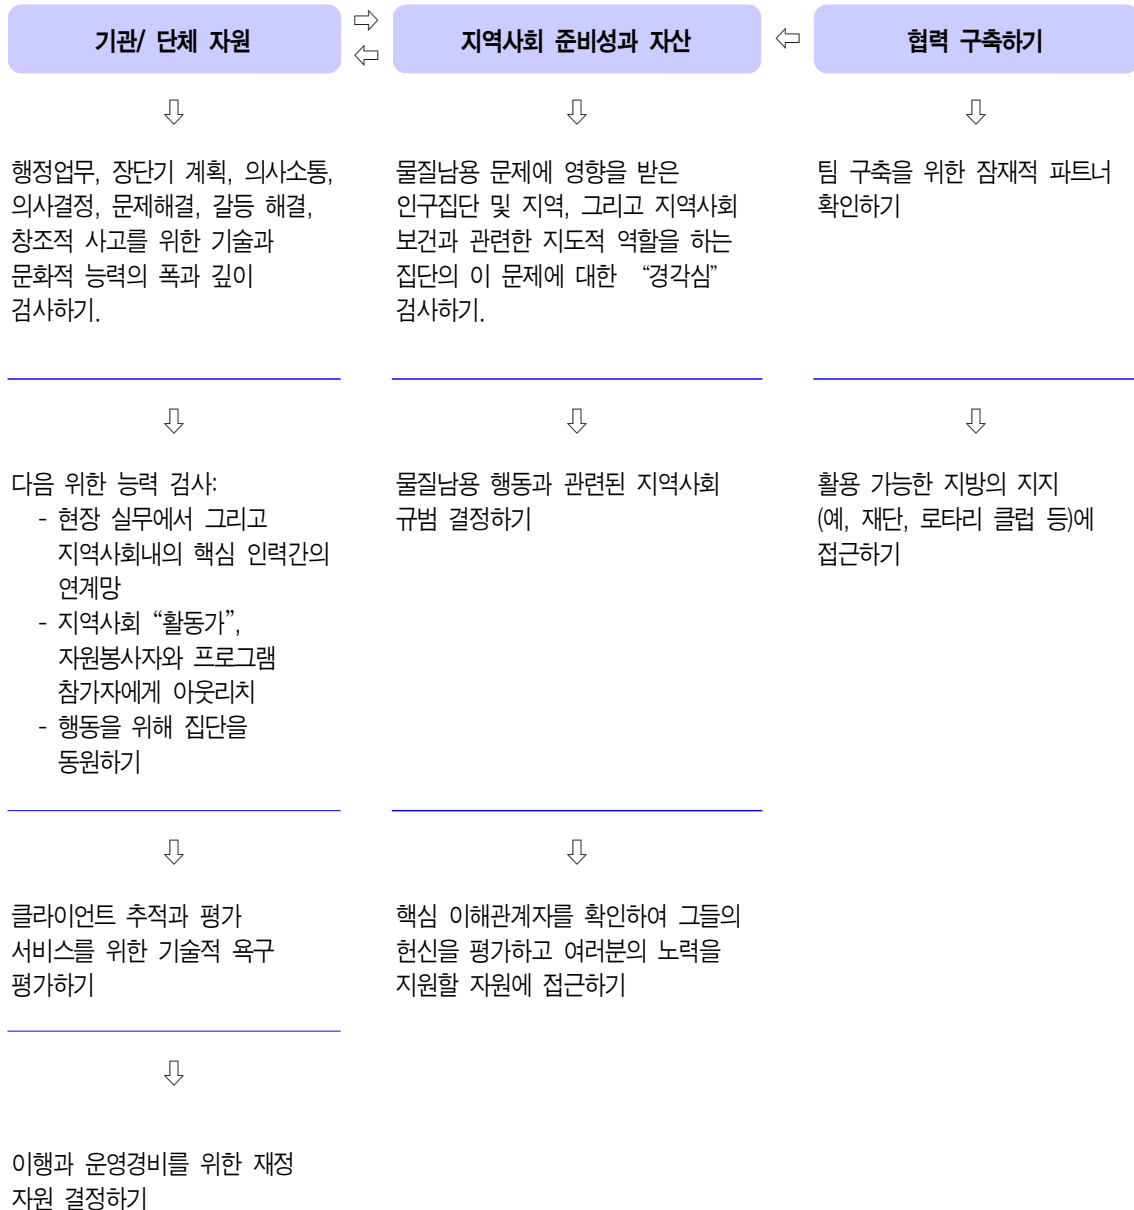 기관/ 단체 자원
행정업무, 장단기 계획, 의사소통,
의사결정, 문제해결, 갈등 해결,
창조적 사고를 위한 기술과
문화적 능력의 폭과 깊이
검사하기.
다음 위한 능력 검사:
- 현장 실무에서 그리고
지역사회내의 핵심 인력간의
연계망
- 지역사회 “활동가”,
자원봉사자와 프로그램
참가자에게 아웃리치
- 행동을 위해 집단을
동원하기
클라이언트 추적과 평가
서비스를 위한 기술적 욕구
평가하기
이행과 운영경비를 위한 재정
자원 결정하기
지역사회 준비성과 자산
물질남용 문제에 영향을 받은
인구집단 및 지역, 그리고 지역사회
보건과 관련한 지도적 역할을 하는
집단의 이 문제에 대한 “경각심”
검사하기.
물질남용 행동과 관련된 지역사회
규범 결정하기
핵심 이해관계자를 확인하여 그들의
헌신을 평가하고 여러분의 노력을
지원할 자원에 접근하기
협력 구축하기
팀 구축을 위한 잠재적 파트너
확인하기
활용 가능한 지방의 지지
(예, 재단, 로타리 클럽 등)에
접근하기